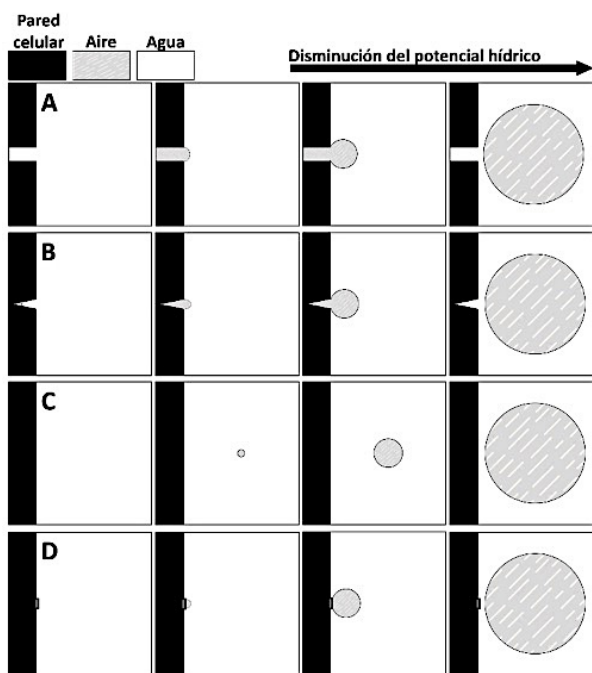 Pared
celular Aire Agua
Disminución del potencial hídrico
A
B
C
D